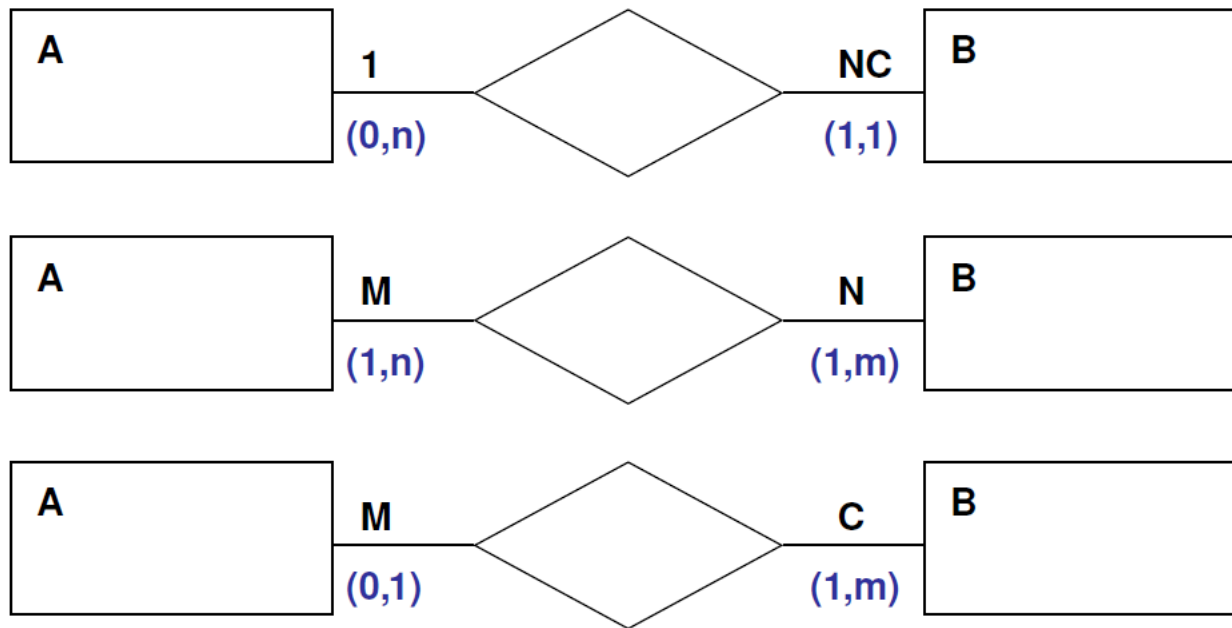 A 1 NC B
(0,n) (1,1)
A M N B
(1,n) (1,m)
A M C B
(0,1) (1,m)